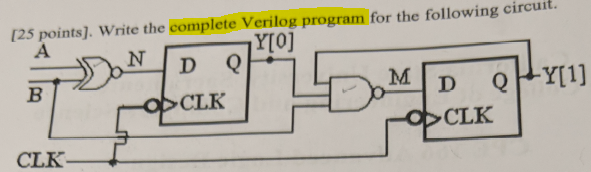 [25 points]. Write the complete Verilog program for the following circuit.
A
B
N
D Q
CLK
Y[0]
M
D Q
CLK
Y[1]
CLK